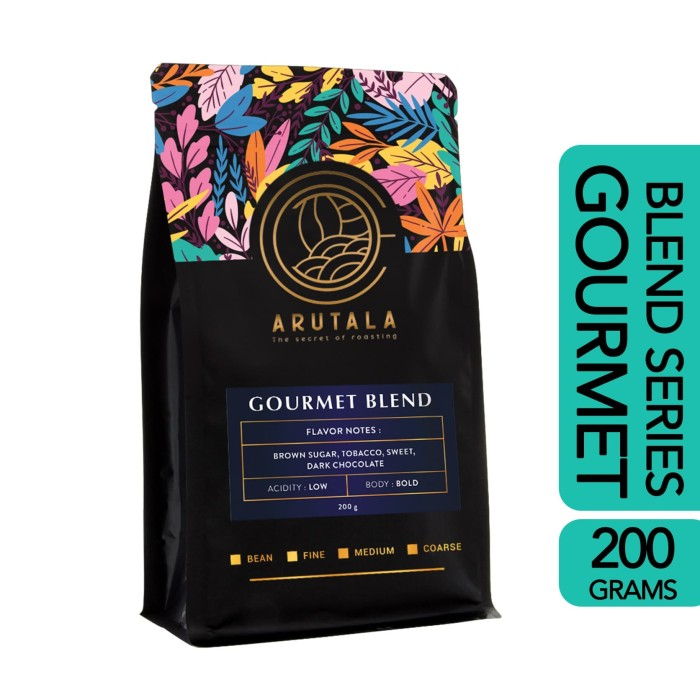 ARUTALA
The secret of roasting
GOURMET BLEND
FLAVOR NOTES :
BROWN SUGAR, TOBACCO, SWEET,
DARK CHOCOLATE
ACIDITY : LOW
BODY : BOLD
200 g
BEAN
FINE
MEDIUM
COARSE
BLEND SERIES
GOURMET
200
GRAMS